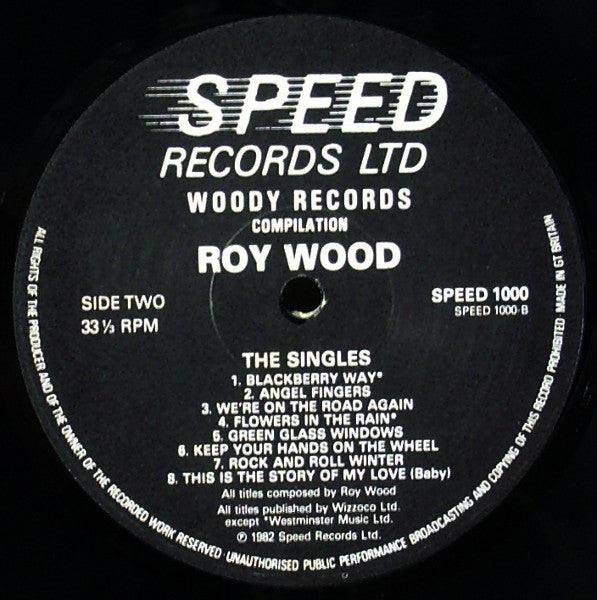 SPEED
RECORDS LTD
WOODY RECORDS
COMPILATION
ROY WOOD
SIDE TWO
33⅓ RPM
SPEED 1000
SPEED 1000-B
THE SINGLES
1. BLACKBERRY WAY*
2. ANGEL FINGERS
3. WE'RE ON THE ROAD AGAIN
4. FLOWERS IN THE RAIN*
5. GREEN GLASS WINDOWS
6. KEEP YOUR HANDS ON THE WHEEL
7. ROCK AND ROLL WINTER
8. THIS IS THE STORY OF MY LOVE (Baby)
All titles composed by Roy Wood
All titles published by Wizzoco Ltd.
except *Westminster Music Ltd.
℗ 1982 Speed Records Ltd.
ALL RIGHTS OF THE PRODUCER AND OF THE OWNER OF THE RECORDED WORK RESERVED · UNAUTHORISED PUBLIC PERFORMANCE BROADCASTING AND COPYING OF THIS RECORD PROHIBITED MADE IN GT BRITAIN